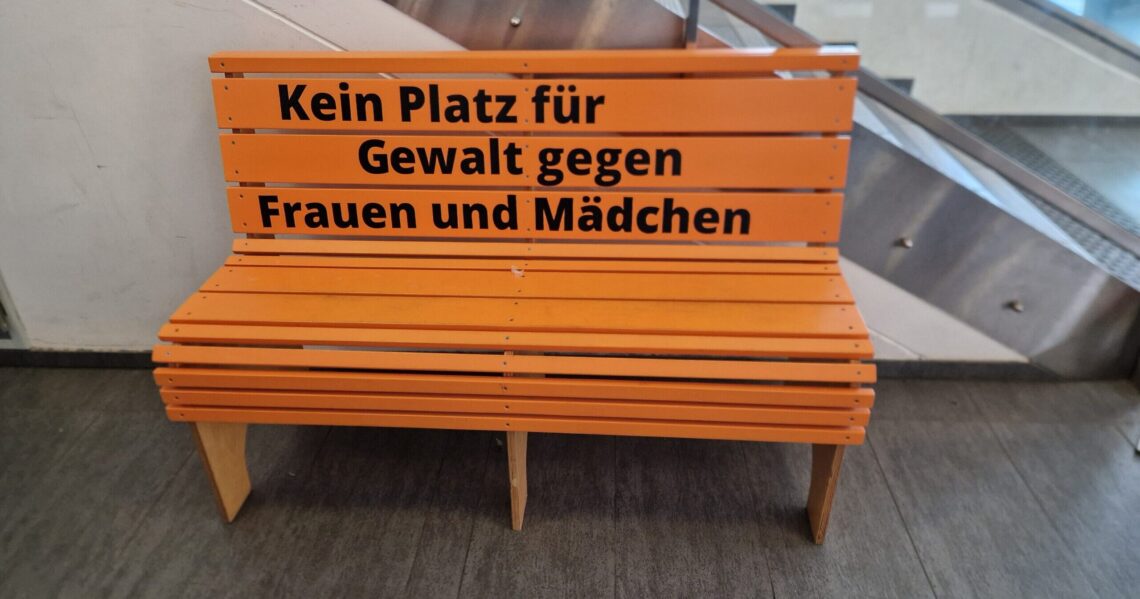 Kein Platz für
Gewalt gegen
Frauen und Mädchen